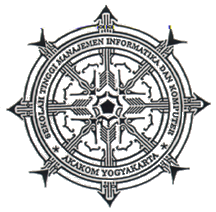 SEKOLAH TINGGI MANAJEMEN INFORMATIKA DAN KOMPUTER
AKAKOM YOGYAKARTA